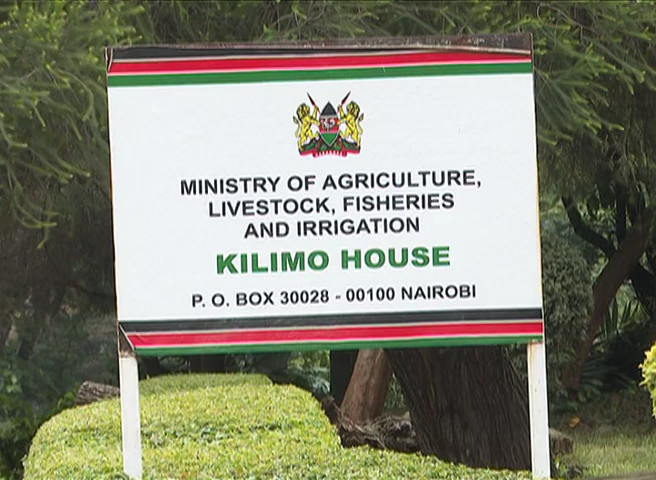 MINISTRY OF AGRICULTURE,
LIVESTOCK, FISHERIES
AND IRRIGATION
KILIMO HOUSE
P. O. BOX 30028 - 00100 NAIROBI